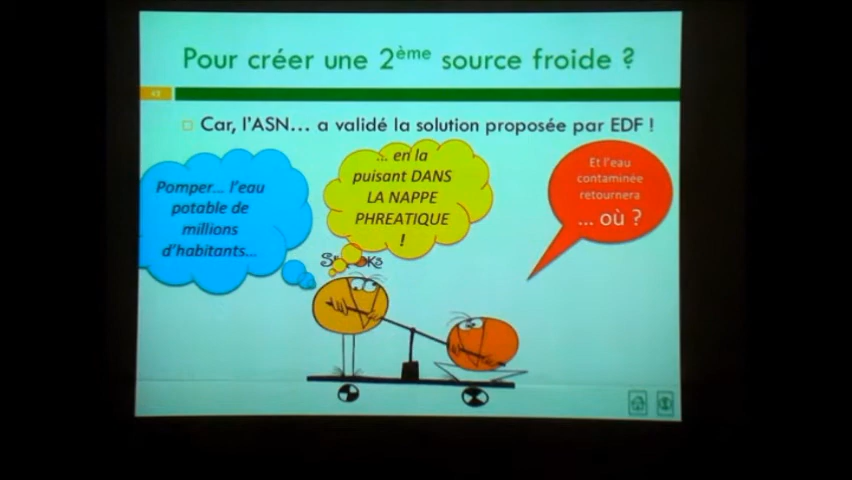 Pour créer une 2ème source froide ?
43
Car, l'ASN... a validé la solution proposée par EDF !
Pomper... l'eau
potable de
millions
d'habitants...
... en la
puisant DANS
LA NAPPE
PHREATIQUE
!
Et l'eau
contaminée
retournera
... où ?